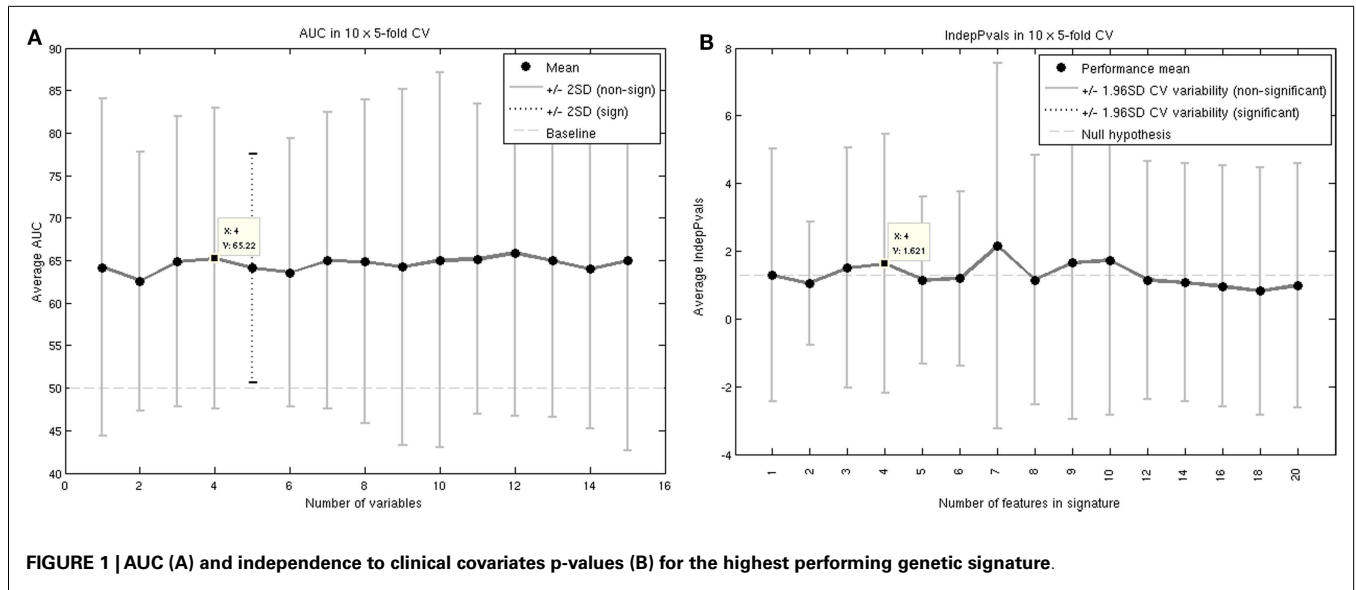 A
AUC in 10 × 5-fold CV
90
85
80
75
70
65
60
55
50
45
40
Average AUC
Mean
+/- 2SD (non-sign)
+/- 2SD (sign)
Baseline
X: 4
Y: 65.22
0 2 4 6 8 10 12 14 16
Number of variables
B
IndepPvals in 10 × 5-fold CV
8
6
4
2
0
-2
-4
Average IndepPvals
Performance mean
+/- 1.96SD CV variability (non-significant)
+/- 1.96SD CV variability (significant)
Null hypothesis
X: 4
Y: 1.621
1 2 3 4 5 6 7 8 9 10 12 14 16 18 20
Number of features in signature
FIGURE 1 | AUC (A) and independence to clinical covariates p-values (B) for the highest performing genetic signature.